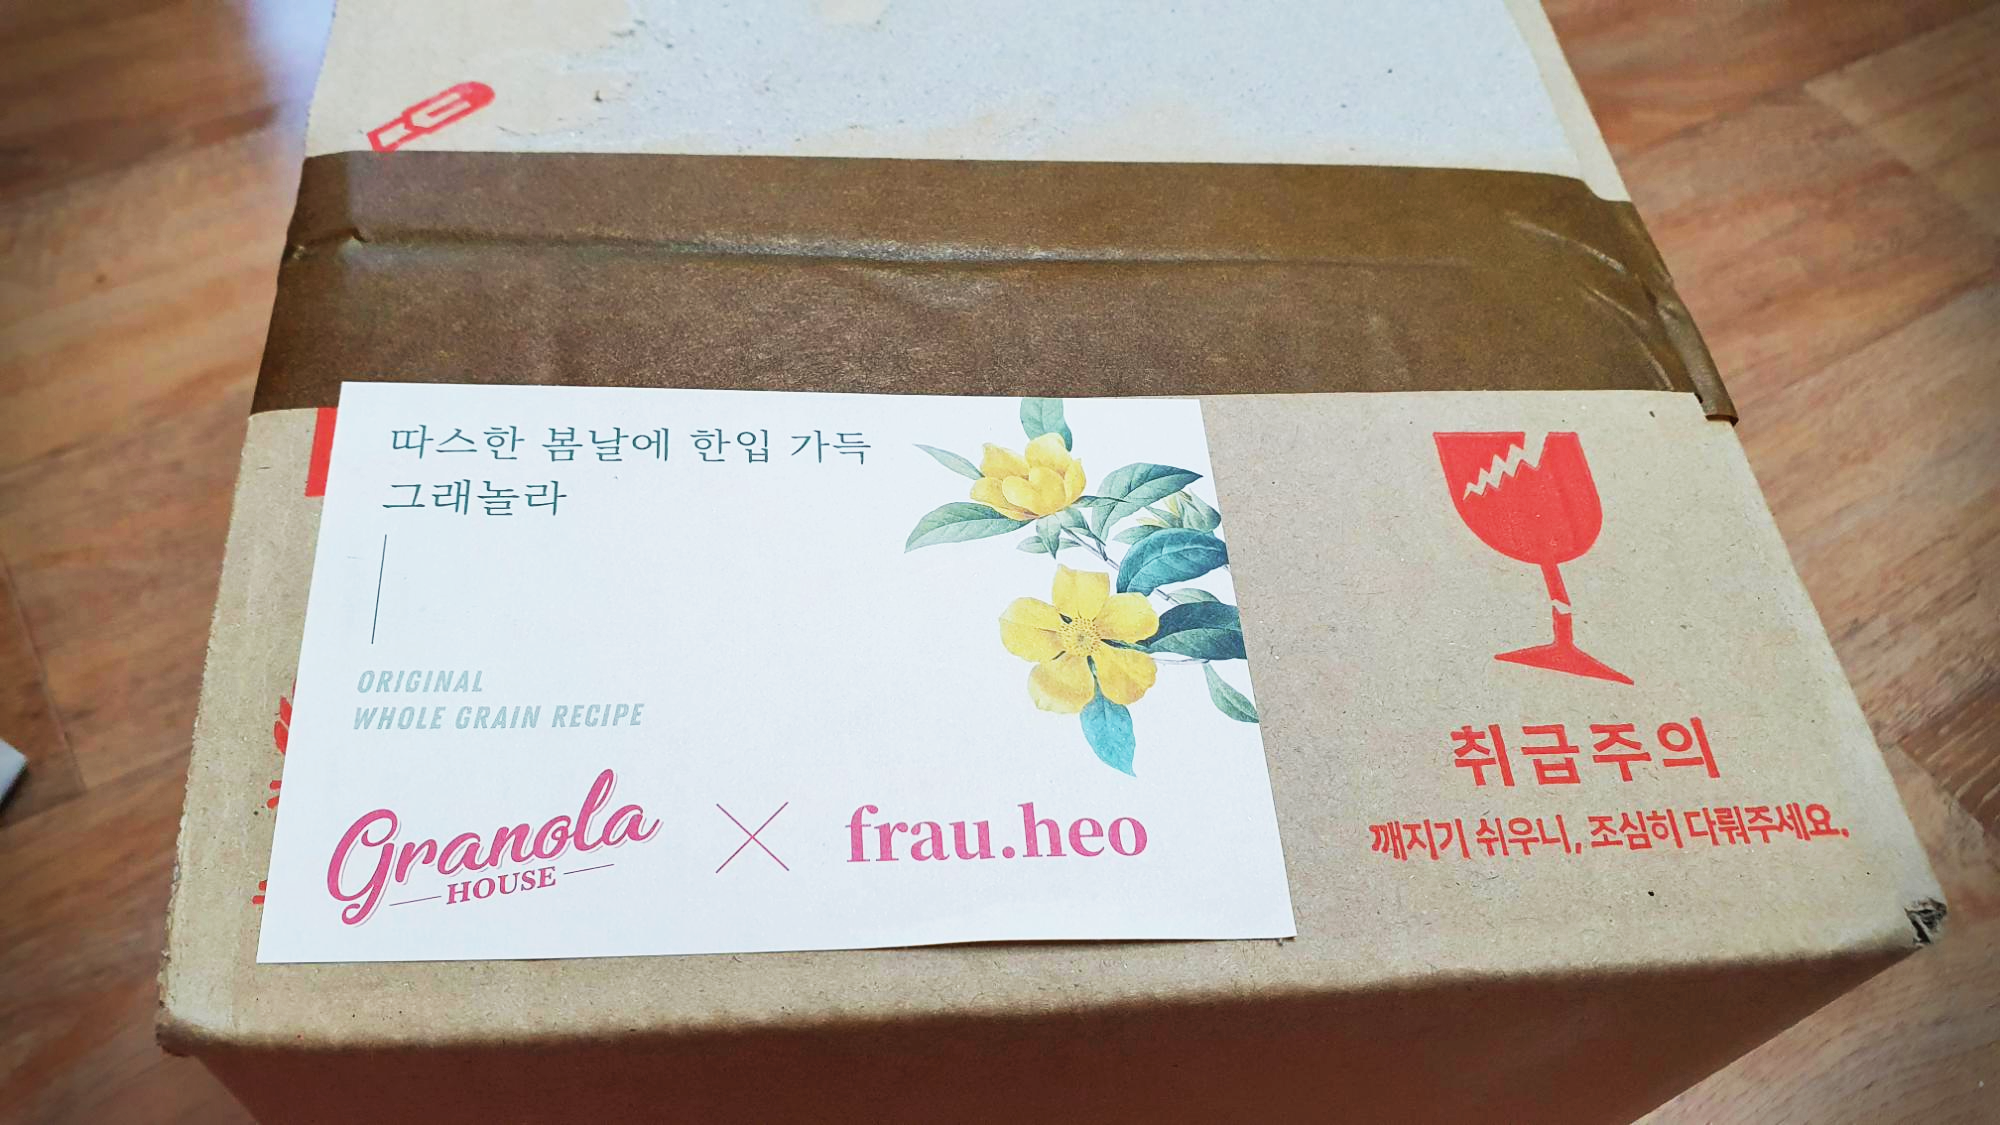 따스한 봄날에 한입 가득
그래놀라
ORIGINAL
WHOLE GRAIN RECIPE
Granola
HOUSE
frau.heo
취급주의
깨지기 쉬우니, 조심히 다뤄주세요.